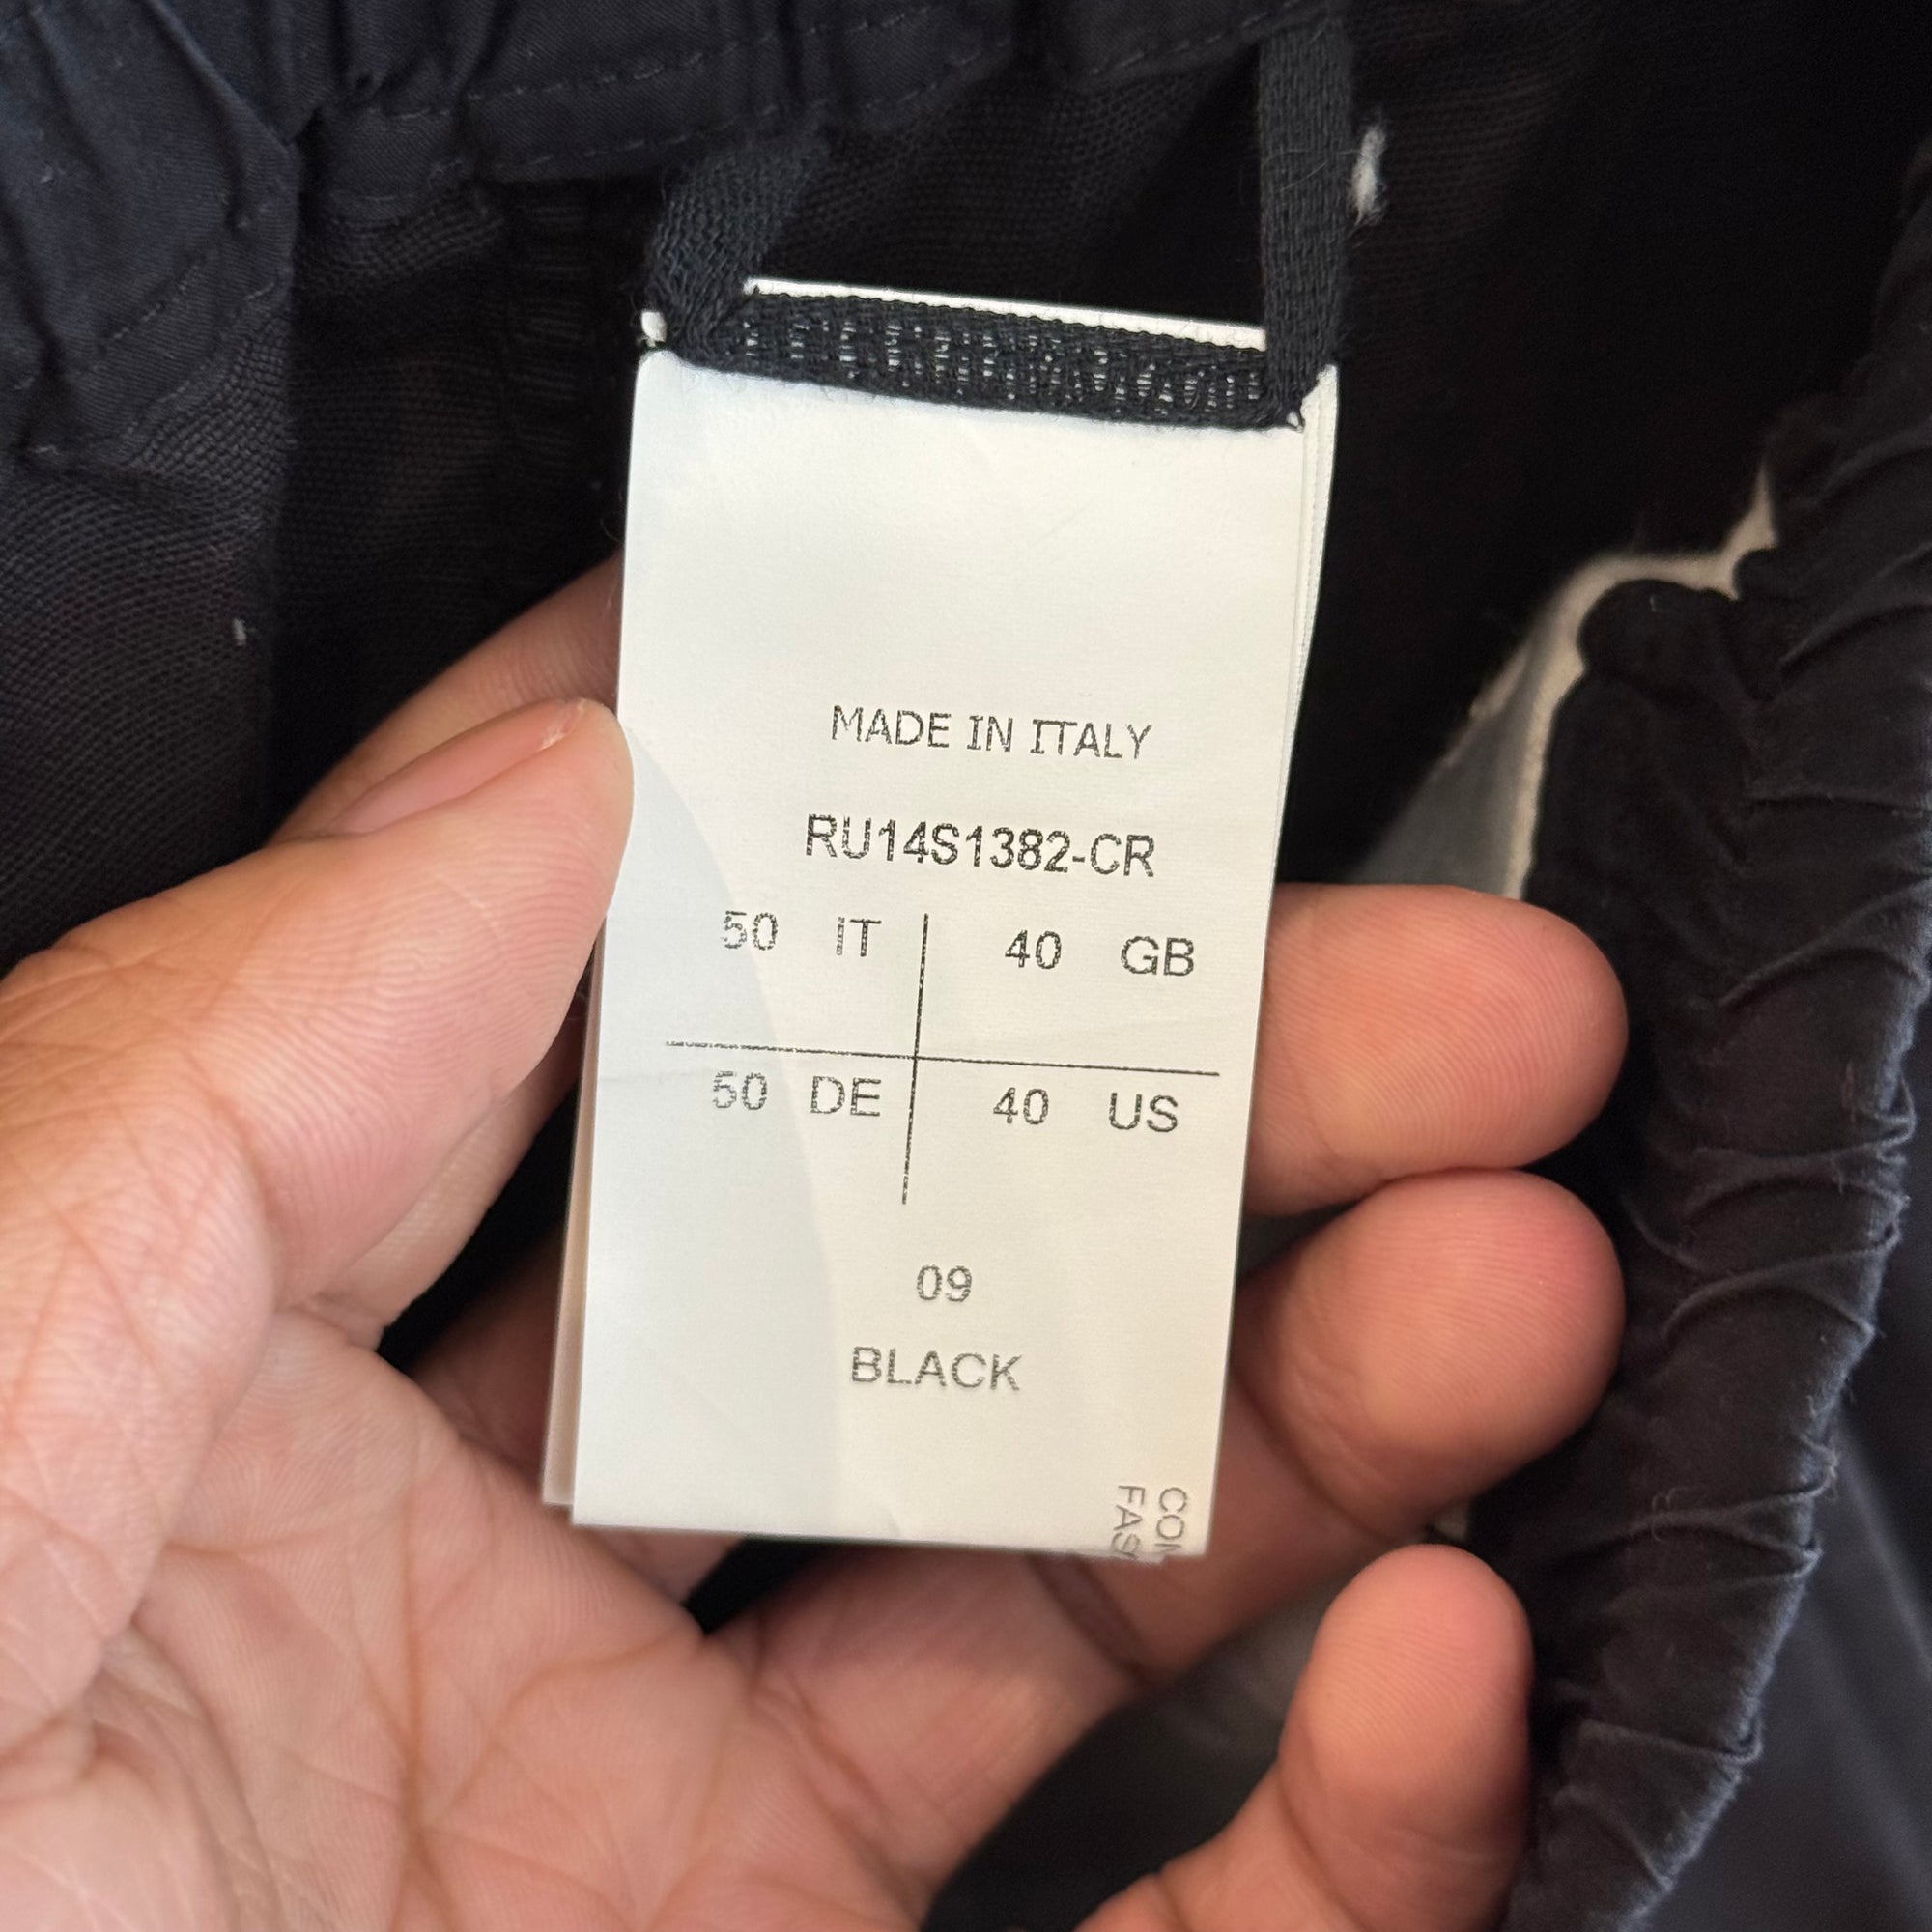 MADE IN ITALY
RU14S1382-CR
50 IT 40 GB
50 DE 40 US
09
BLACK